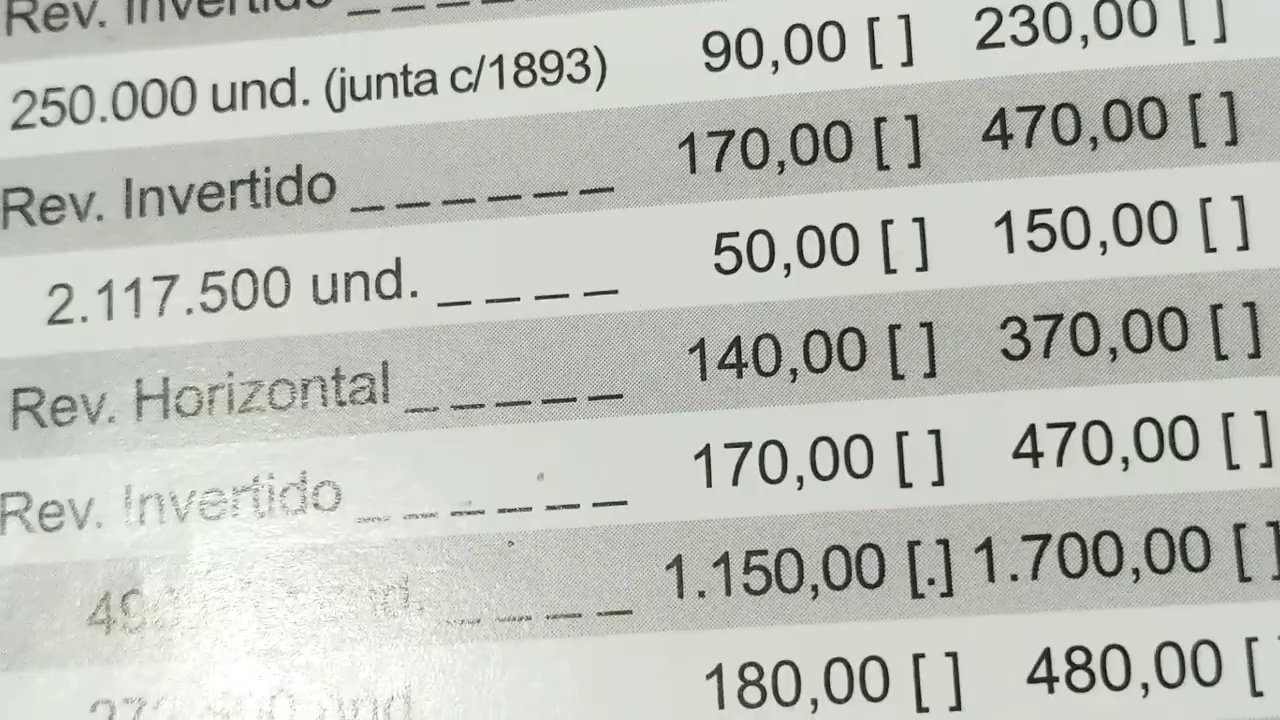 Rev. Invertido _ _ _
250.000 und. (junta c/1893) 90,00 [ ] 230,00 [ ]
Rev. Invertido _ _ _ _ _ _ 170,00 [ ] 470,00 [ ]
2.117.500 und. _ _ _ _ 50,00 [ ] 150,00 [ ]
Rev. Horizontal _ _ _ _ _ 140,00 [ ] 370,00 [ ]
Rev. Invertido _ _ _ _ _ _ 170,00 [ ] 470,00 [ ]
1.150,00 [.] 1.700,00 [ ]
und 180,00 [ ] 480,00 [